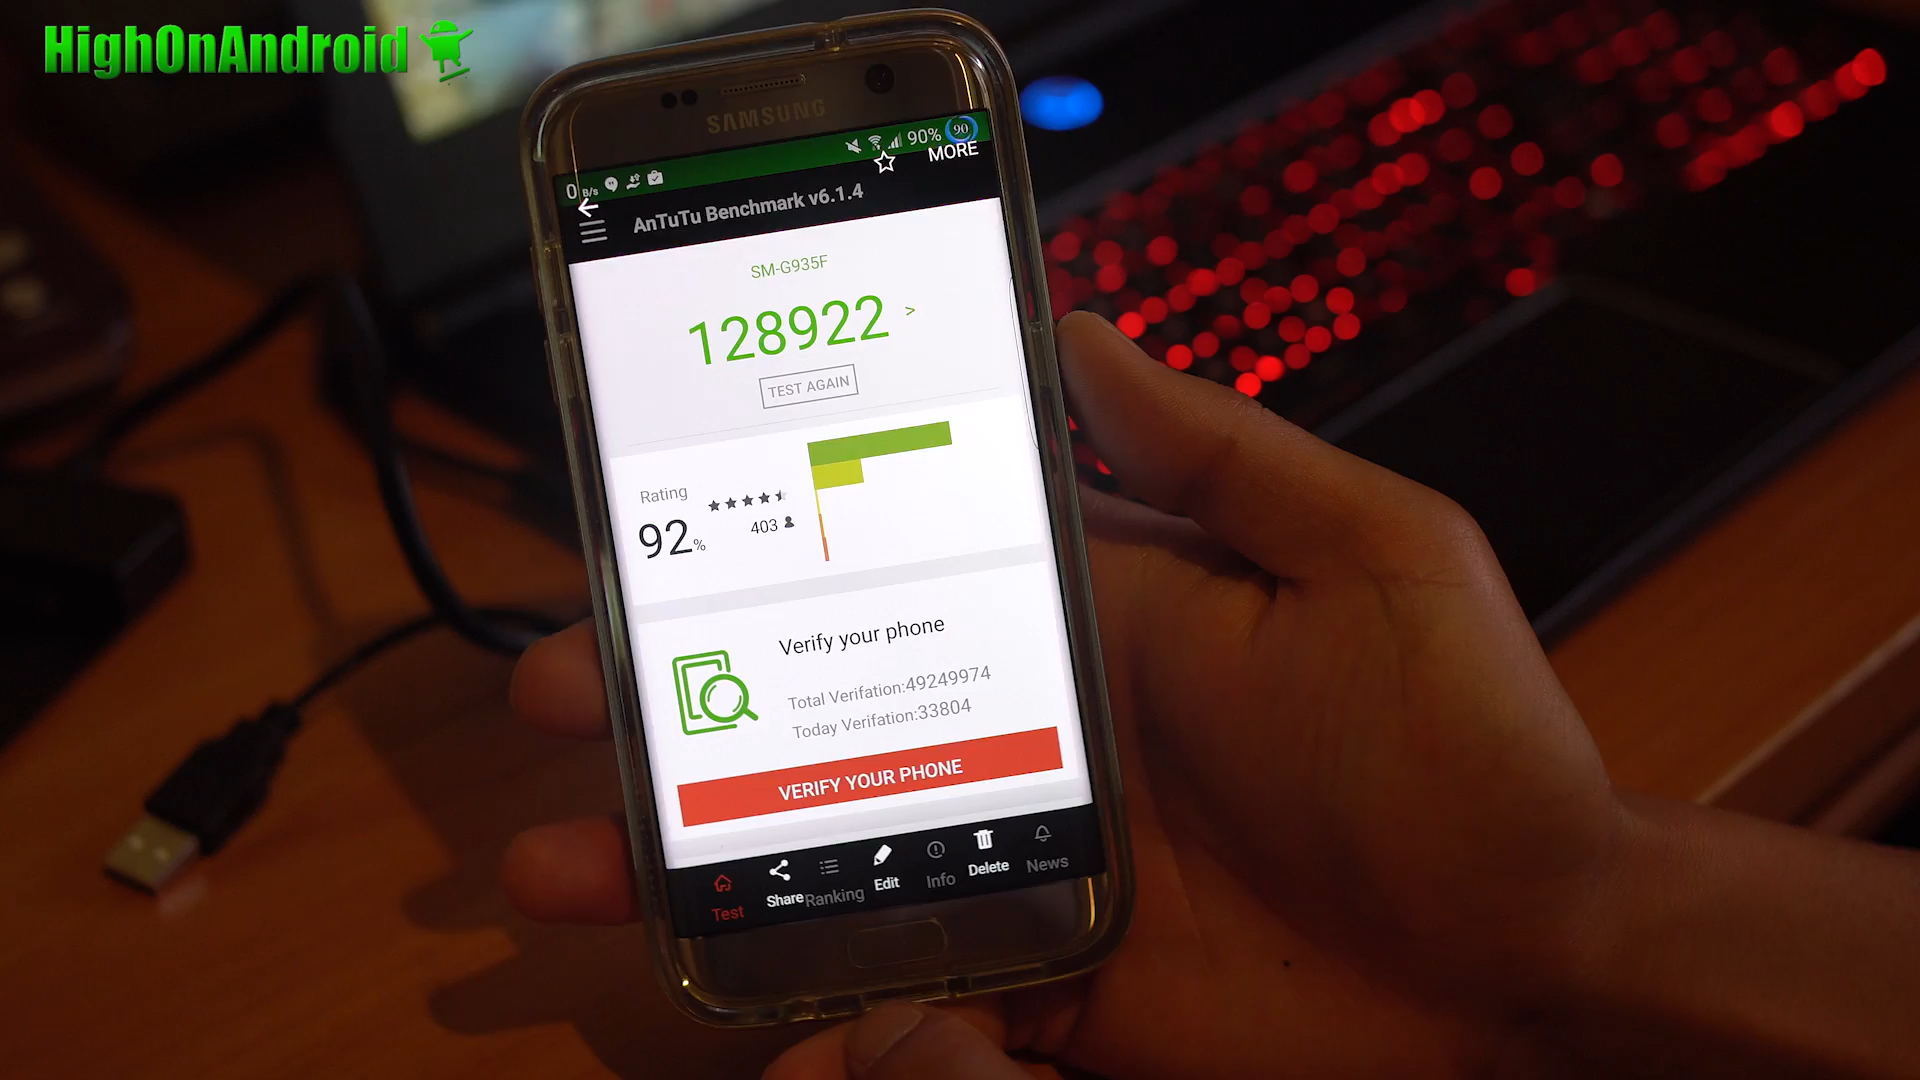 HighOnAndroid
SAMSUNG
0 B/s 90% 90
MORE
AnTuTu Benchmark v6.1.4
SM-G935F
128922 >
TEST AGAIN
Rating
92%
403
Verify your phone
Total Verifation:49249974
Today Verifation:33804
VERIFY YOUR PHONE
Test Share Ranking Edit Info Delete News